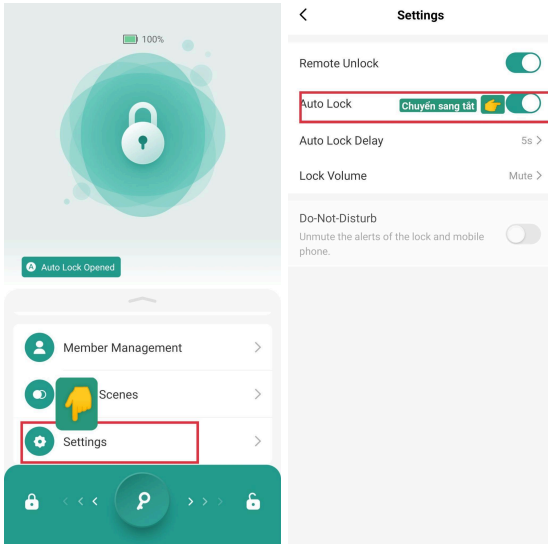 100%
A Auto Lock Opened
Member Management
Scenes
Settings
Settings
Remote Unlock
Auto Lock
Chuyển sang tắt
Auto Lock Delay
5s
Lock Volume
Mute
Do-Not-Disturb
Unmute the alerts of the lock and mobile
phone.